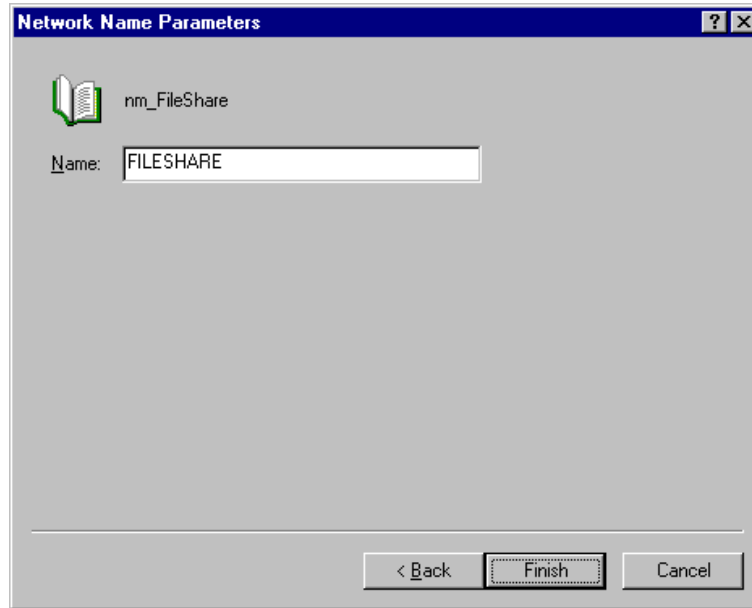 Network Name Parameters
nm_FileShare
Name: FILESHARE
< Back Finish Cancel